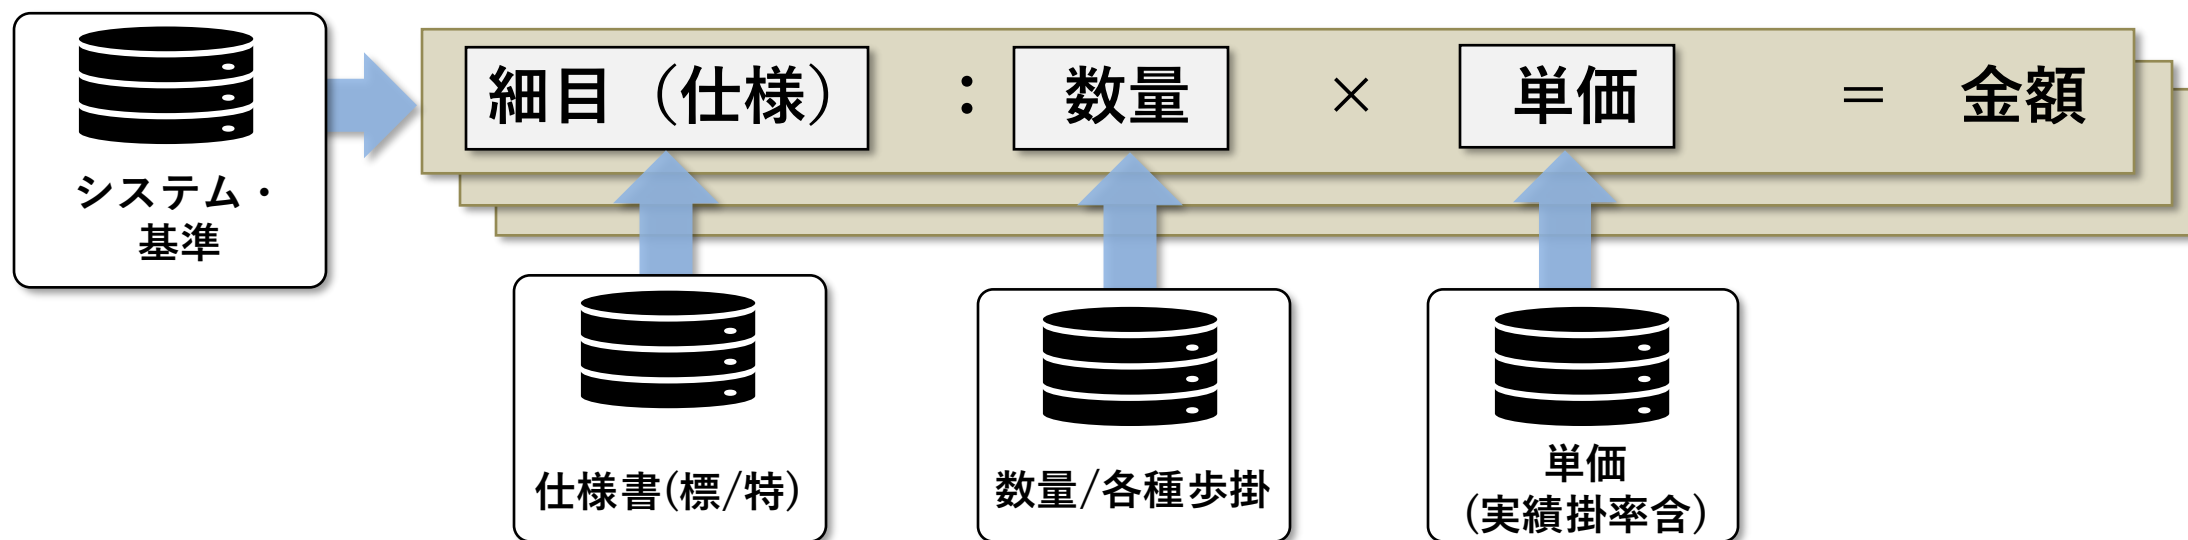 細目（仕様） ： 数量 × 単価 ＝ 金額
システム・
基準
仕様書(標/特)
数量/各種歩掛
単価
(実績掛率含)